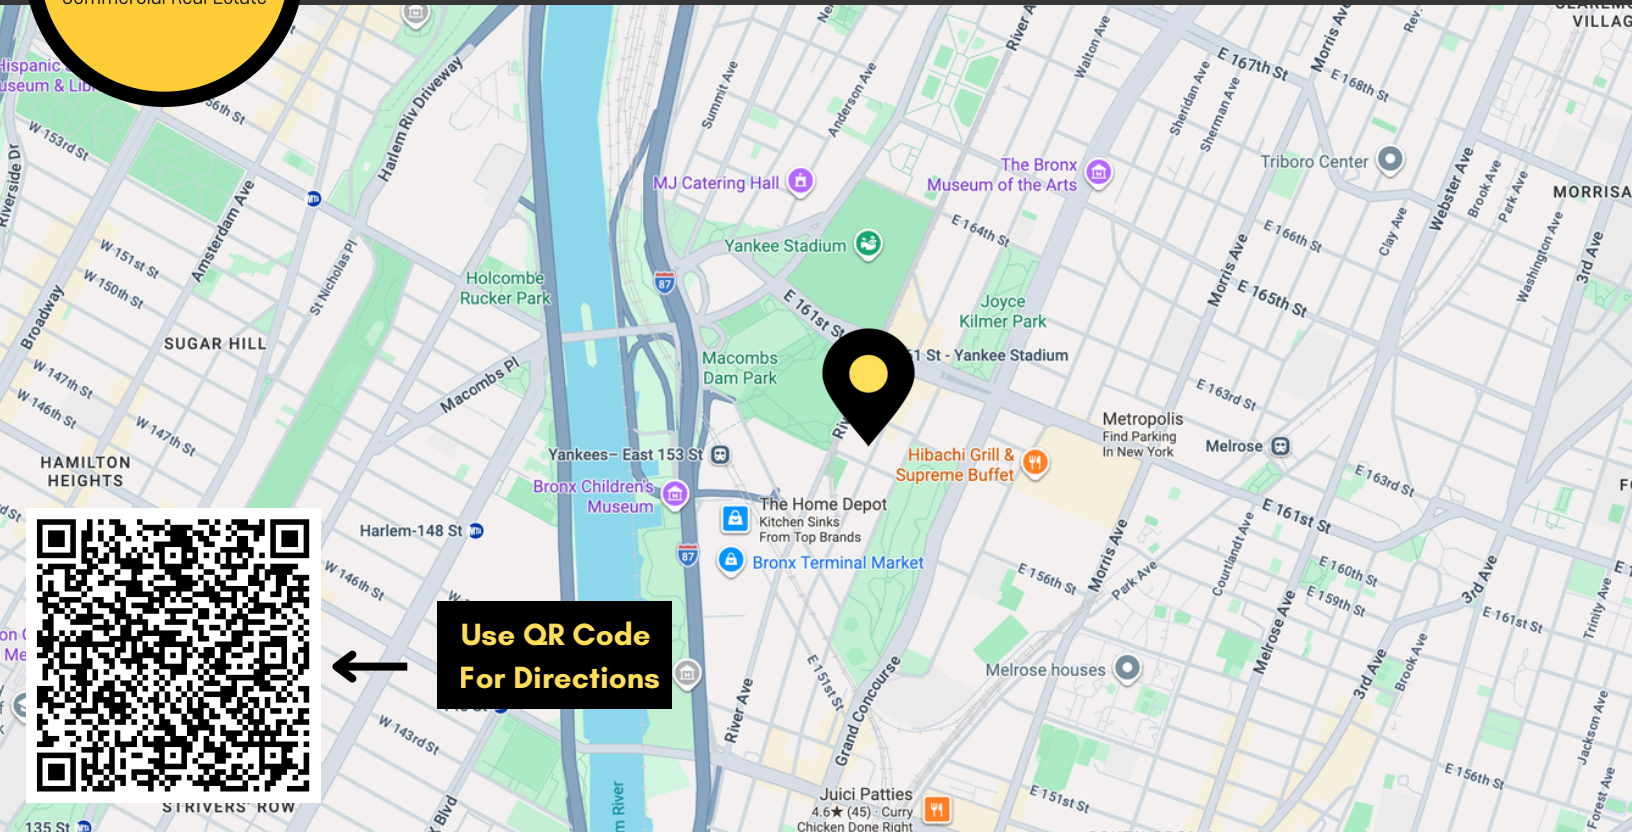 Commercial Real Estate
Hispanic
Museum & Lib
W 153rd St
Riverside Dr
Harlem Riv Driveway
Amsterdam Ave
W 151st St
W 150th St
St Nicholas Pl
Broadway
SUGAR HILL
W 147th St
W 146th St
W 147th St
HAMILTON
HEIGHTS
Macombs Pl
Holcombe
Rucker Park
Harlem-148 St
W 146th St
W 143rd St
STRIVERS' ROW
135 St
Use QR Code
For Directions
Summit Ave
Anderson Ave
River Ave
Walton Ave
MJ Catering Hall
The Bronx
Museum of the Arts
Yankee Stadium
E 161st St
E 164th St
Joyce
Kilmer Park
87
Macombs
Dam Park
51 St - Yankee Stadium
Yankees– East 153 St
Bronx Children's
Museum
The Home Depot
Kitchen Sinks
From Top Brands
87
Bronx Terminal Market
Hibachi Grill &
Supreme Buffet
Metropolis
Find Parking
In New York
Melrose
E 167th St
Morris Ave
E 168th St
Sheridan Ave
Sherman Ave
Triboro Center
Webster Ave
Brook Ave
Park Ave
CLAREMO
VILLAG
MORRISA
Clay Ave
E 166th St
Morris Ave
E 165th St
Washington Ave
3rd Ave
E 163rd St
E 163rd St
E 161st St
Courtlandt Ave
Morris Ave
Park Ave
E 156th St
E 160th St
E 159th St
3rd Ave
E 161st St
Trinity Ave
Melrose Ave
Melrose houses
3rd Ave
Brook Ave
Jackson Ave
E 156th St
Forest Ave
E 151st St
E 151st St
River Ave
Grand Concourse
Juici Patties
4.6★ (45) · Curry
Chicken Done Right